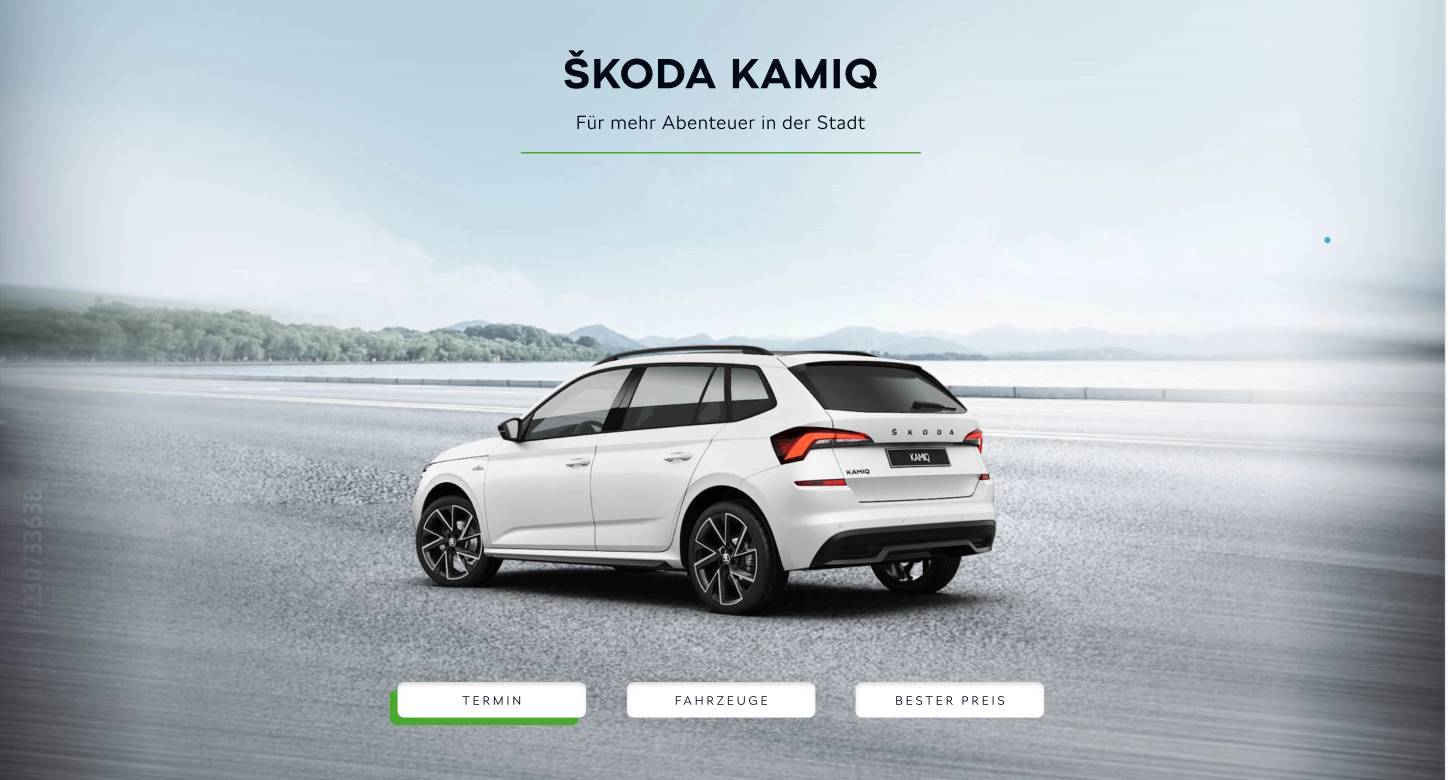 ŠKODA KAMIQ
Für mehr Abenteuer in der Stadt
ŠKODA
KAMIQ
KAMIQ
TERMIN
FAHRZEUGE
BESTER PREIS